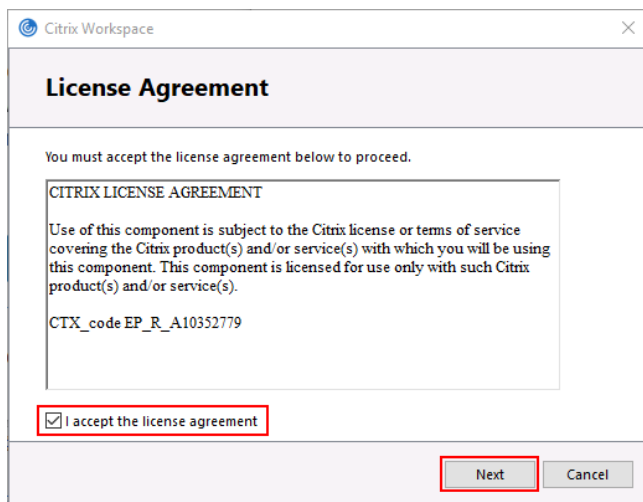 Citrix Workspace
License Agreement
You must accept the license agreement below to proceed.
CITRIX LICENSE AGREEMENT
Use of this component is subject to the Citrix license or terms of service
covering the Citrix product(s) and/or service(s) with which you will be using
this component. This component is licensed for use only with such Citrix
product(s) and/or service(s).
CTX_code EP_R_A10352779
I accept the license agreement
Next Cancel